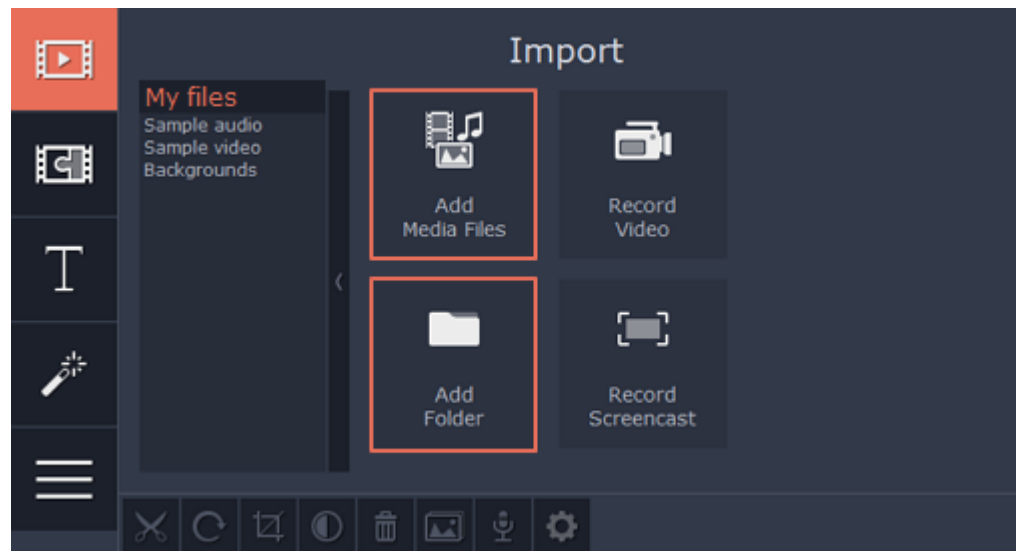 Import
My files
Sample audio
Sample video
Backgrounds
Add
Media Files
Record
Video
Add
Folder
Record
Screencast